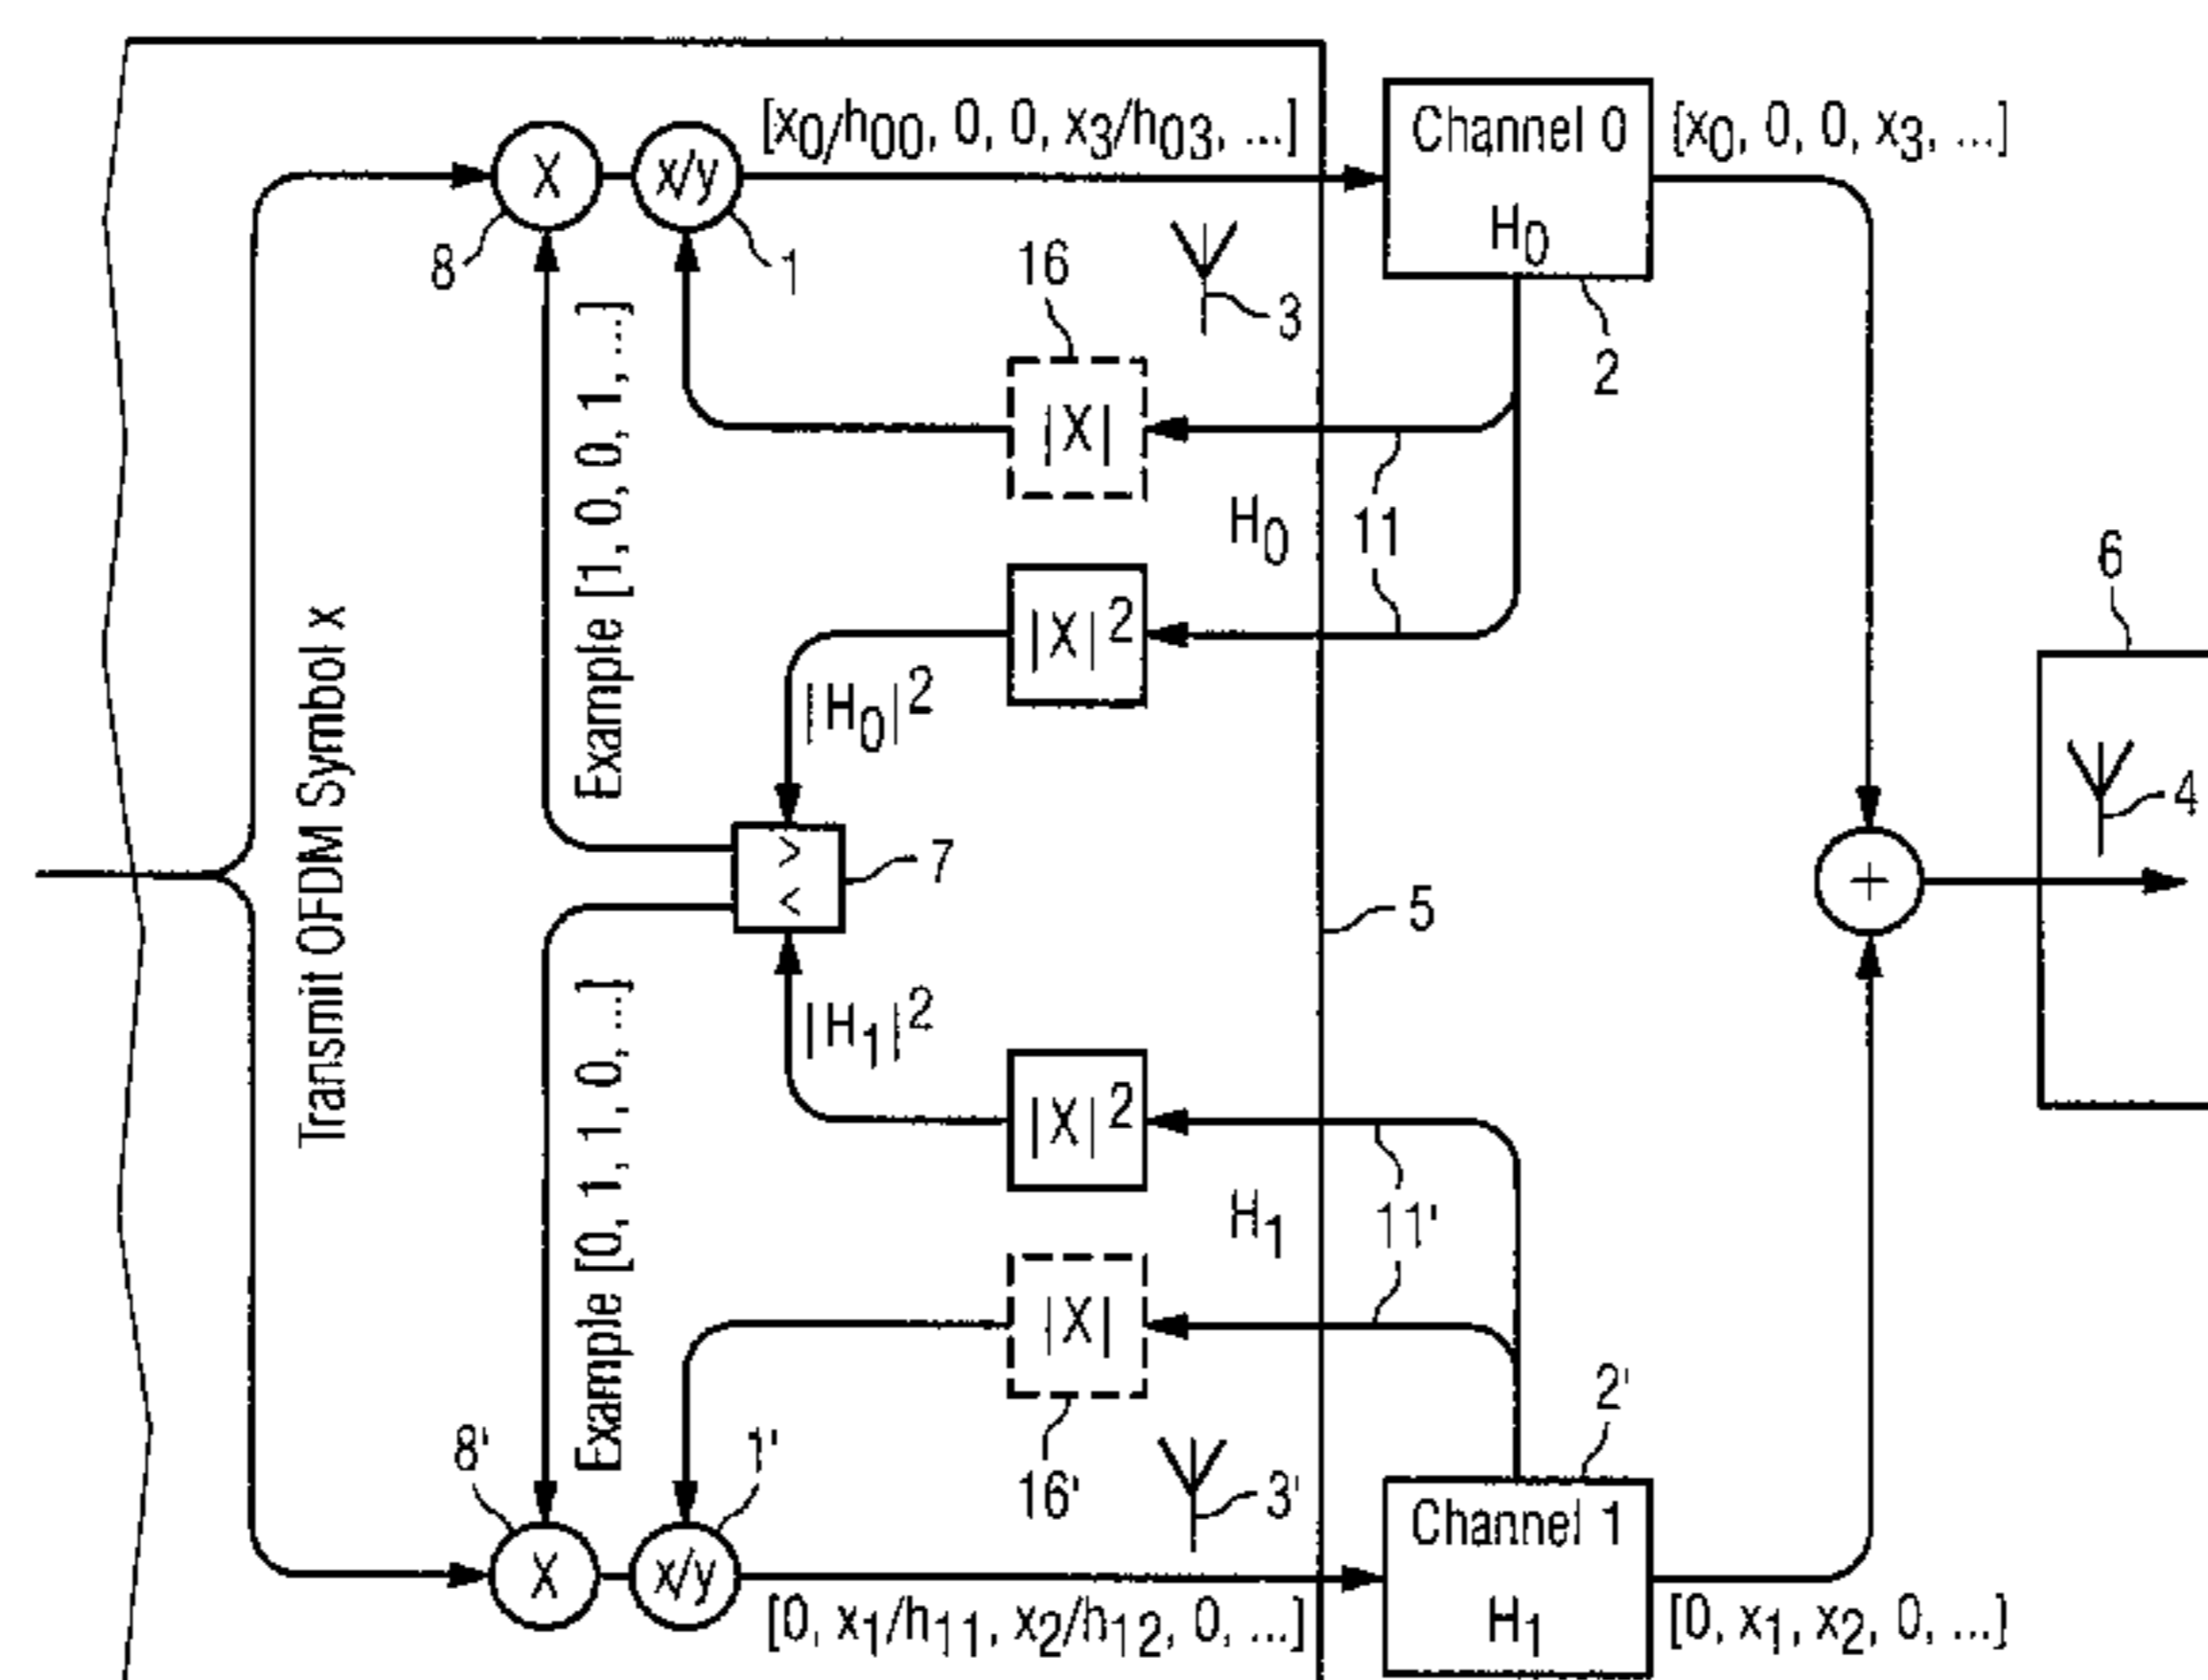 [x0/h00, 0, 0, x3/h03, ...]
Channel 0
H0
[x0, 0, 0, x3, ...]
X
x/y
8
1
16
3
2
|X|
Example [1, 0, 0, 1, ...]
H0
11
6
|X|2
|H0|2
Transmit OFDM Symbol x
4
>
<
7
+
5
|H1|2
Example [0, 1, 1, 0, ...]
|X|2
H1
11'
|X|
2'
8'
1'
16'
3'
X
x/y
[0, x1/h11, x2/h12, 0, ...]
Channel 1
H1
[0, x1, x2, 0, ...]